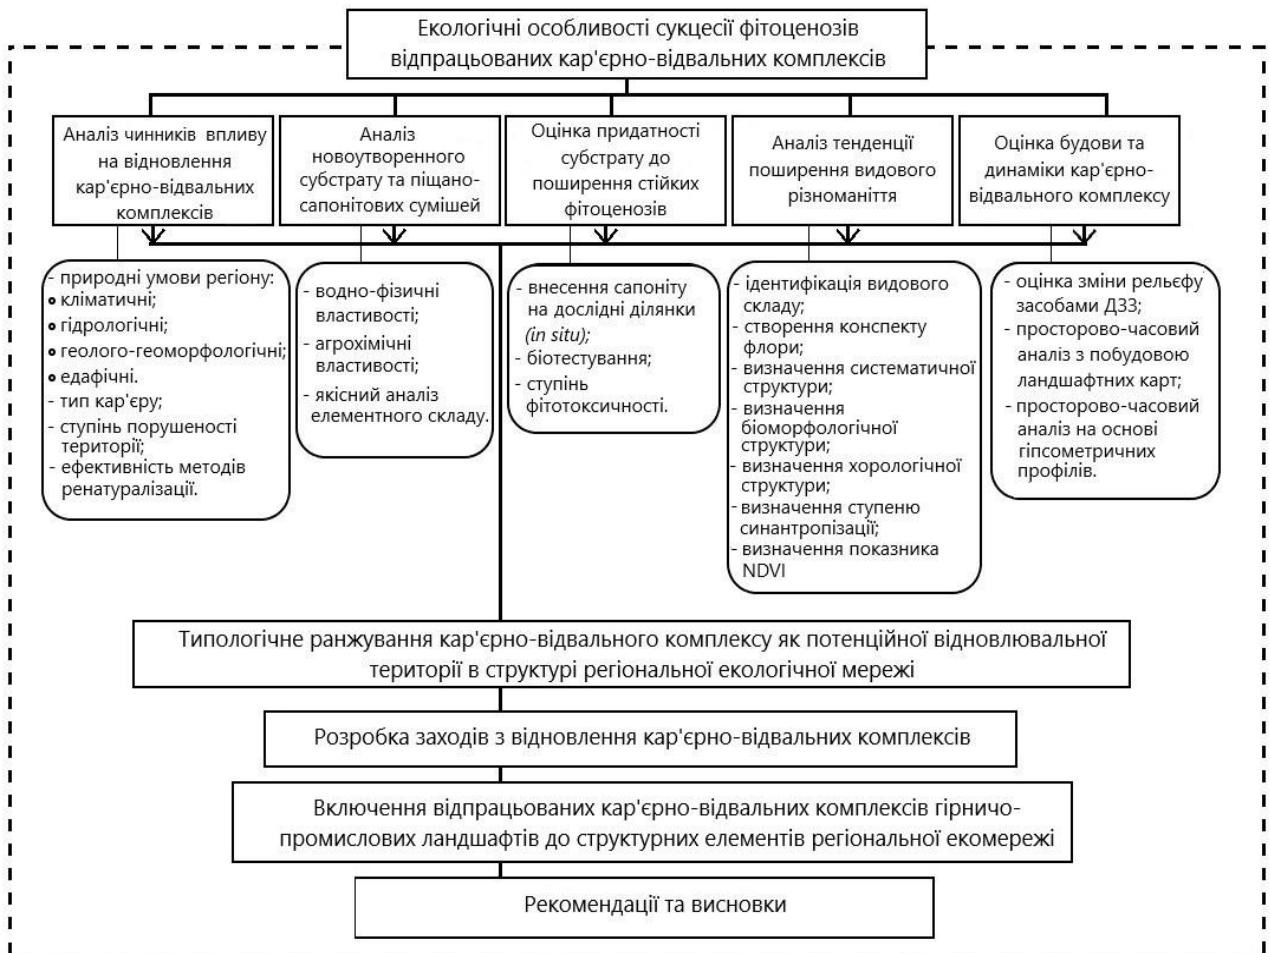 Екологічні особливості сукцесії фітоценозів
відпрацьованих кар'єрно-відвальних комплексів
Аналіз чинників впливу
на відновлення
кар'єрно-відвальних
комплексів
Аналіз
новоутворенного
субстрату та піщано-
сапонітових сумішей
Оцінка придатності
субстрату до
поширення стійких
фітоценозів
Аналіз тенденції
поширення видового
різноманіття
Оцінка будови та
динаміки кар'єрно-
відвального комплексу
- природні умови регіону:
• кліматичні;
• гідрологічні;
• геолого-геоморфологічні;
• едафічні.
- тип кар'єру;
- ступінь порушеності
території;
- ефективність методів
ренатуралізації.
- водно-фізичні
властивості;
- агрохімічні
властивості;
- якісний аналіз
елементного складу.
- внесення сапоніту
на дослідні ділянки
(in situ);
- біотестування;
- ступінь
фітотоксичності.
- ідентифікація видового
складу;
- створення конспекту
флори;
- визначення систематичної
структури;
- визначення
біоморфологічної
структури;
- визначення хорологічної
структури;
- визначення ступеню
синантропізації;
- визначення показника
NDVI
- оцінка зміни рельєфу
засобами ДЗЗ;
- просторово-часовий
аналіз з побудовою
ландшафтних карт;
- просторово-часовий
аналіз на основі
гіпсометричних
профілів.
Типологічне ранжування кар'єрно-відвального комплексу як потенційної відновлювальної
території в структурі регіональної екологічної мережі
Розробка заходів з відновлення кар'єрно-відвальних комплексів
Включення відпрацьованих кар'єрно-відвальних комплексів гірничо-
промислових ландшафтів до структурних елементів регіональної екомережі
Рекомендації та висновки